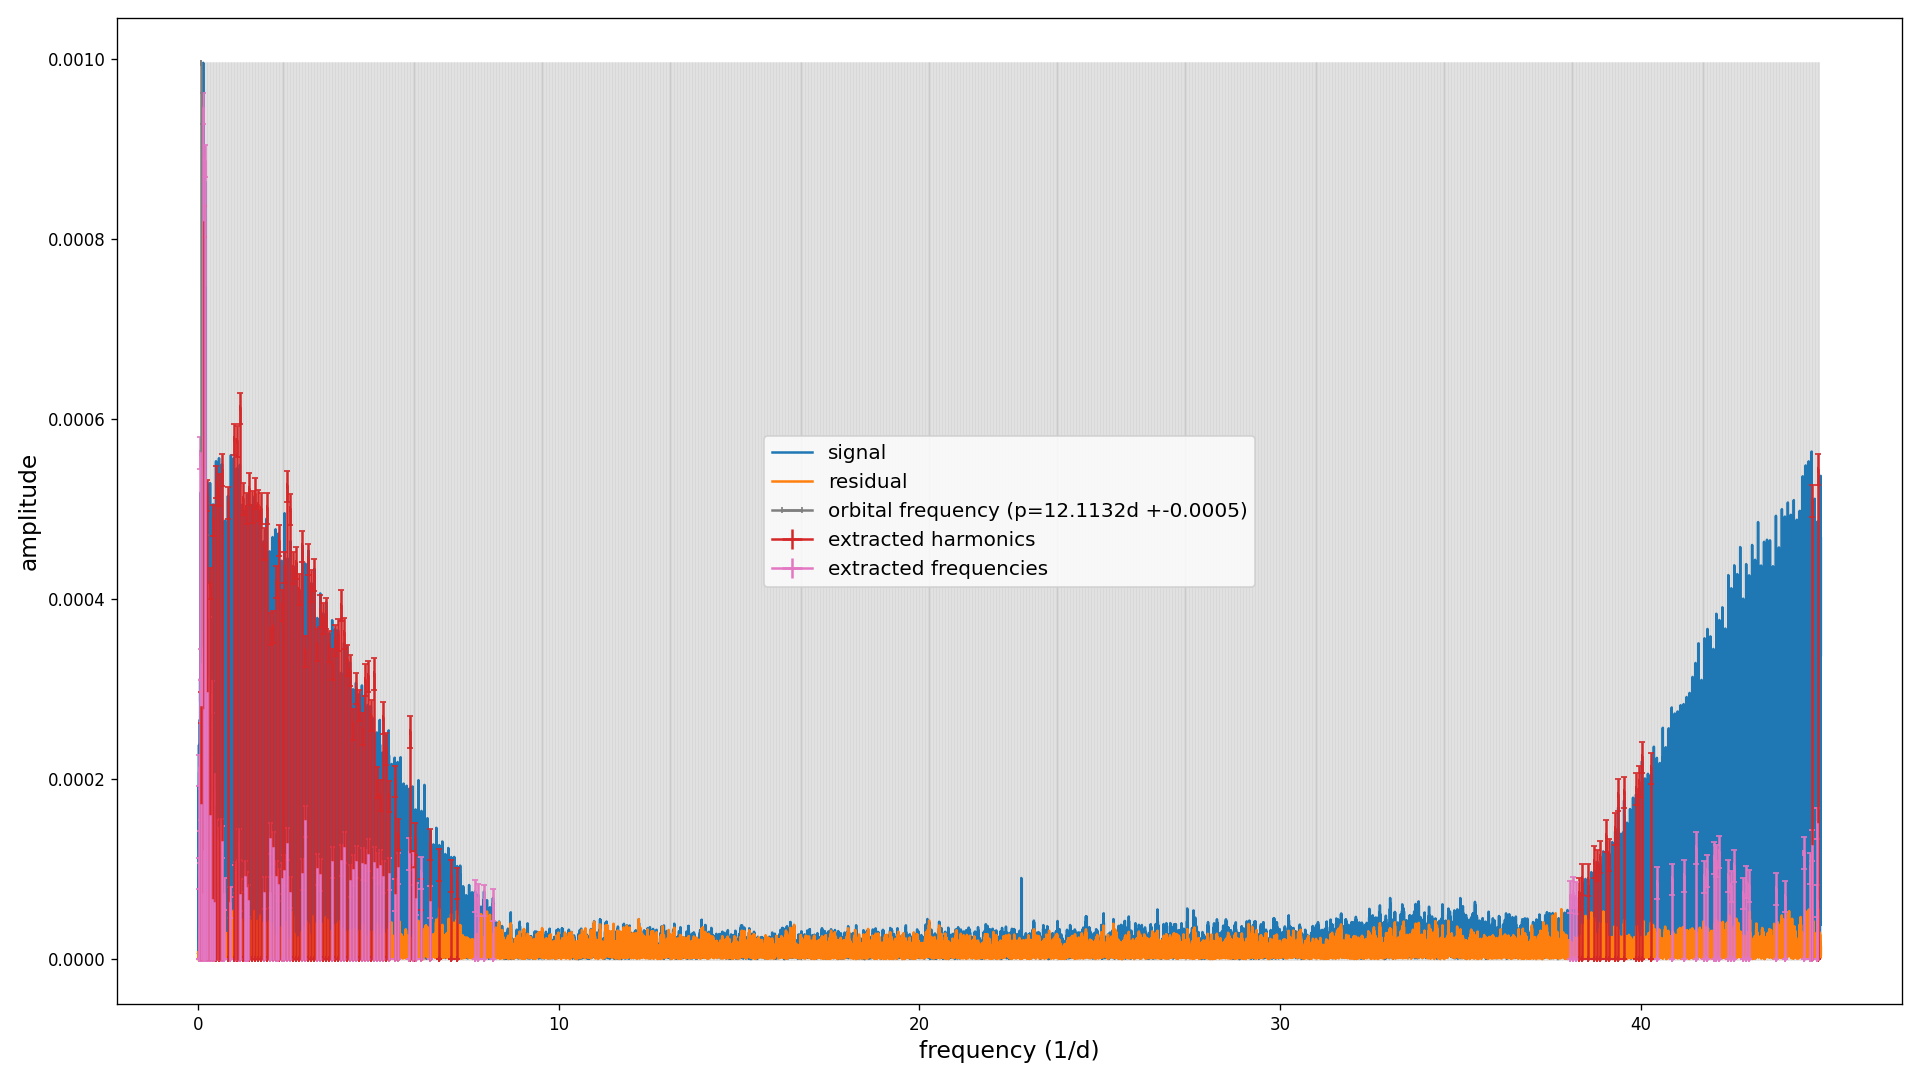 0.0010
0.0008
0.0006
0.0004
0.0002
0.0000
amplitude
signal
residual
orbital frequency (p=12.1132d +-0.0005)
extracted harmonics
extracted frequencies
0 10 20 30 40
frequency (1/d)